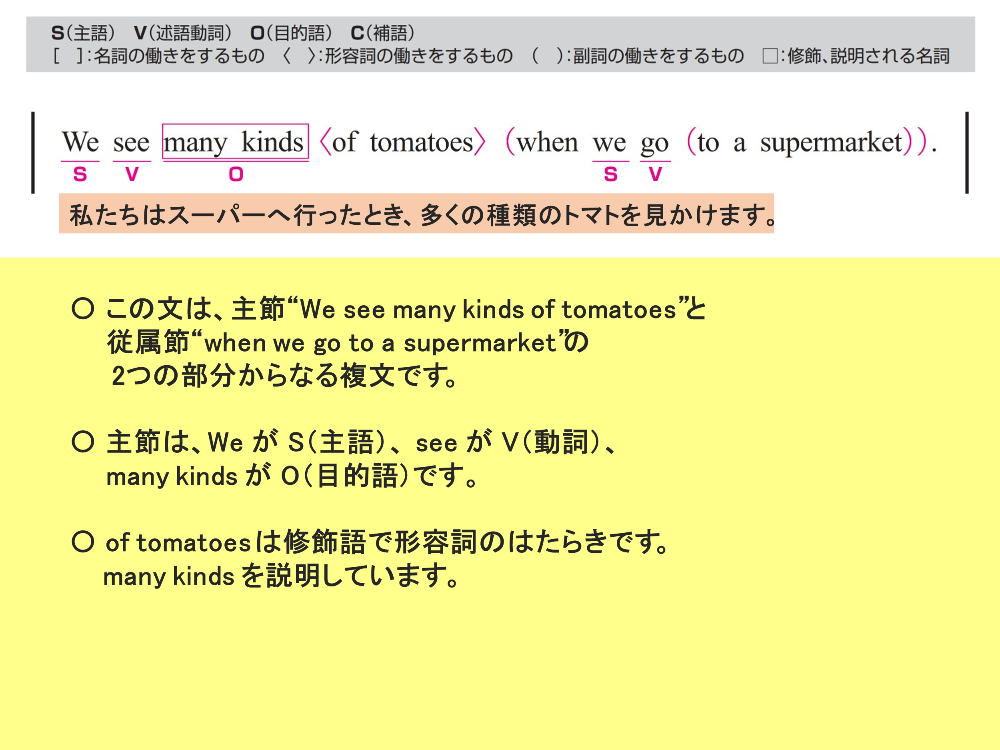 S（主語）　V（述語動詞）　O（目的語）　C（補語）
［　］：名詞の働きをするもの　〈　〉：形容詞の働きをするもの　（　）：副詞の働きをするもの　□：修飾、説明される名詞
We see many kinds 〈of tomatoes〉 (when we go (to a supermarket)).
S V O S V
私たちはスーパーへ行ったとき、多くの種類のトマトを見かけます。
○ この文は、主節“We see many kinds of tomatoes”と
従属節“when we go to a supermarket”の
2つの部分からなる複文です。
○ 主節は、We が S（主語）、 see が V（動詞）、
many kinds が O（目的語）です。
○ of tomatoesは修飾語で形容詞のはたらきです。
many kinds を説明しています。